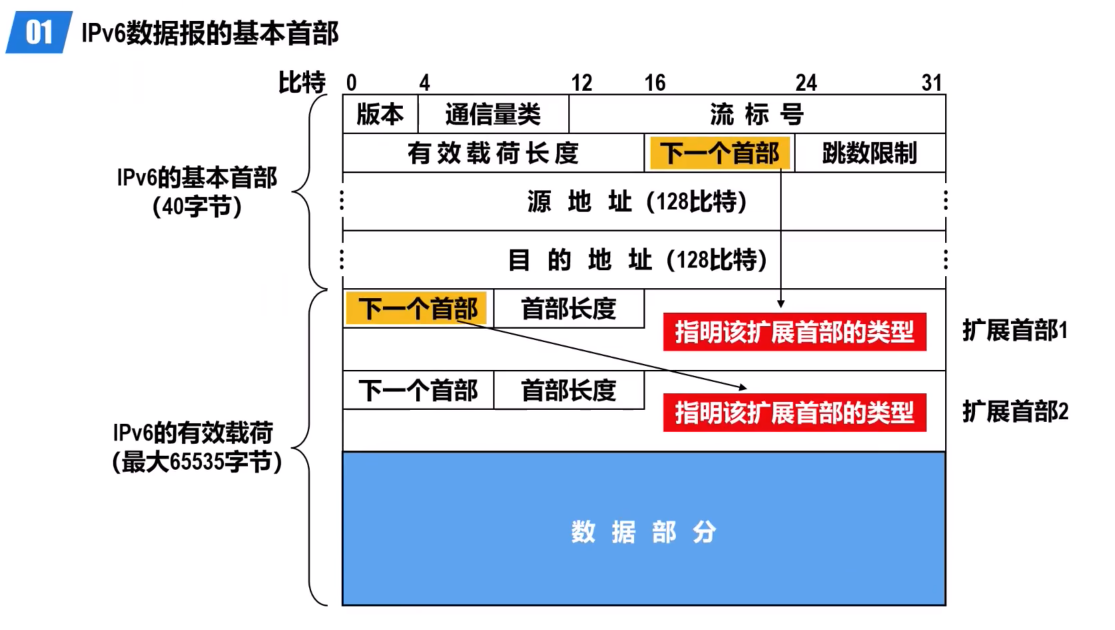 01 IPv6数据报的基本首部
比特 0 4 12 16 24 31
版本 通信量类 流标号
有效载荷长度 下一个首部 跳数限制
IPv6的基本首部
（40字节）
源地址（128比特）
目的地址（128比特）
下一个首部 首部长度
指明该扩展首部的类型 扩展首部1
下一个首部 首部长度
指明该扩展首部的类型 扩展首部2
IPv6的有效载荷
（最大65535字节）
数据部分